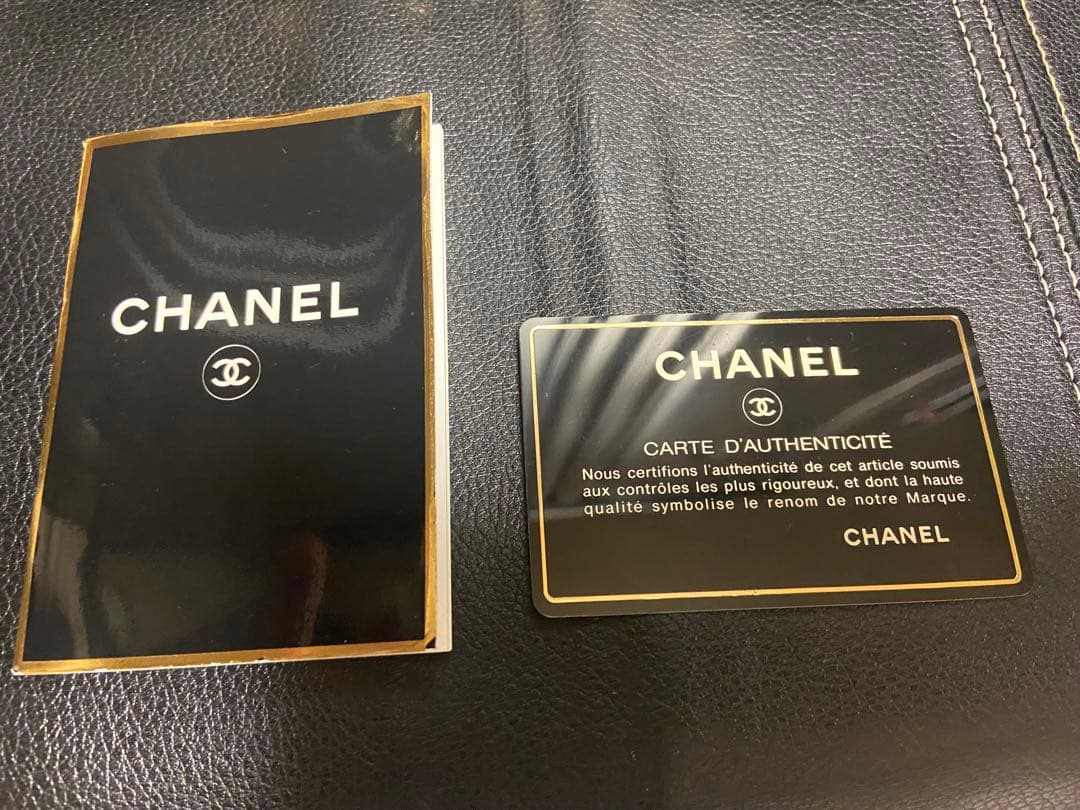 CHANEL
CHANEL
CARTE D'AUTHENTICITÉ
Nous certifions l'authenticité de cet article soumis
aux contrôles les plus rigoureux, et dont la haute
qualité symbolise le renom de notre Marque.
CHANEL